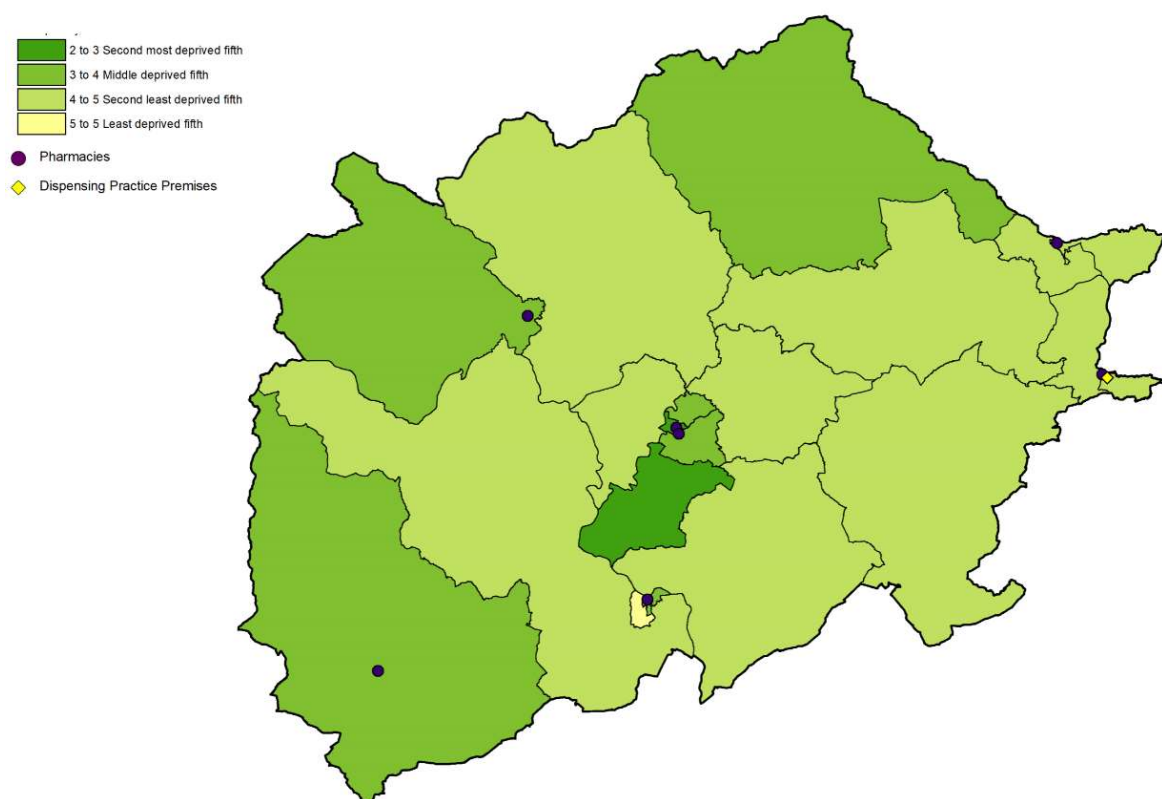 2 to 3 Second most deprived fifth
3 to 4 Middle deprived fifth
4 to 5 Second least deprived fifth
5 to 5 Least deprived fifth
Pharmacies
Dispensing Practice Premises